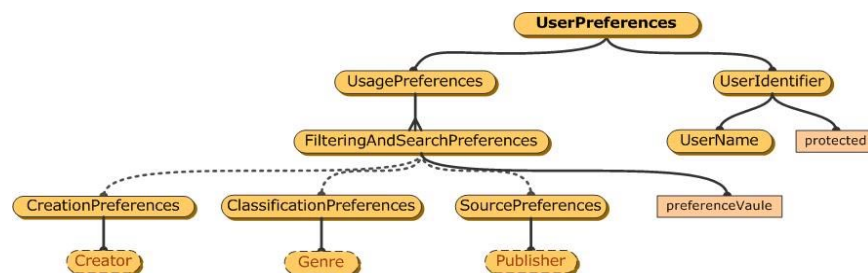 UserPreferences
UsagePreferences
UserIdentifier
FilteringAndSearchPreferences
UserName
protected
CreationPreferences
ClassificationPreferences
SourcePreferences
preferenceVaule
Creator
Genre
Publisher